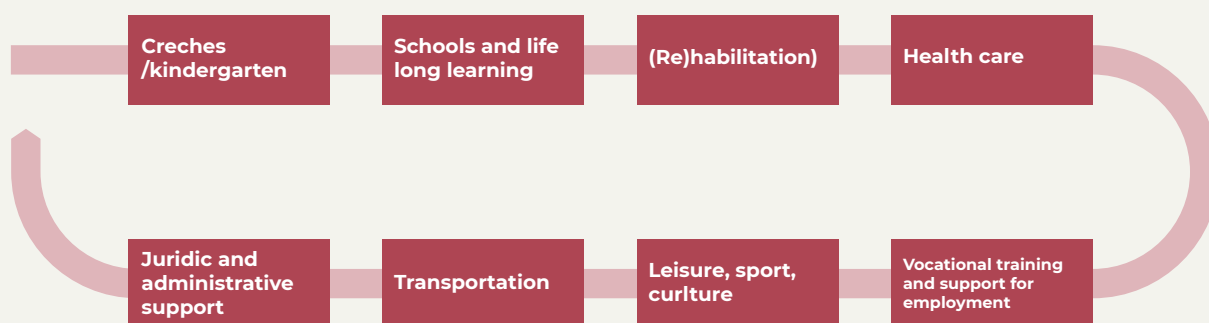 Creches
/kindergarten
Schools and life
long learning
(Re)habilitation)
Health care
Vocational training
and support for
employment
Leisure, sport,
curlture
Transportation
Juridic and
administrative
support